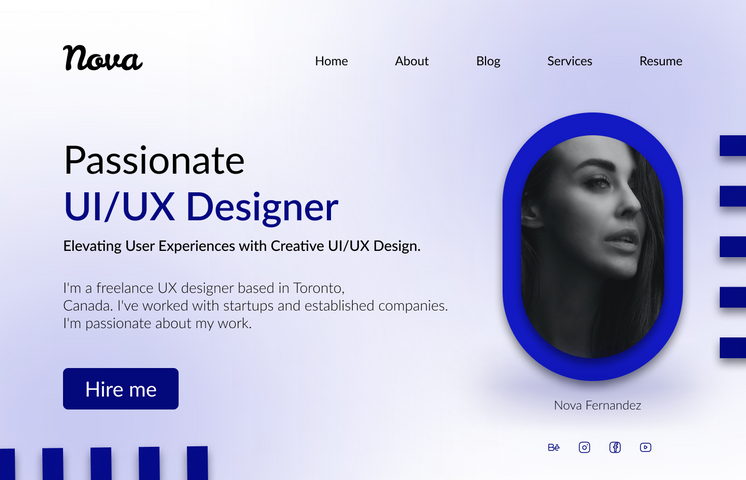 Nova
Home About Blog Services Resume
Passionate
UI/UX Designer
Elevating User Experiences with Creative UI/UX Design.
I'm a freelance UX designer based in Toronto,
Canada. I've worked with startups and established companies.
I'm passionate about my work.
Hire me
Nova Fernandez
Bē